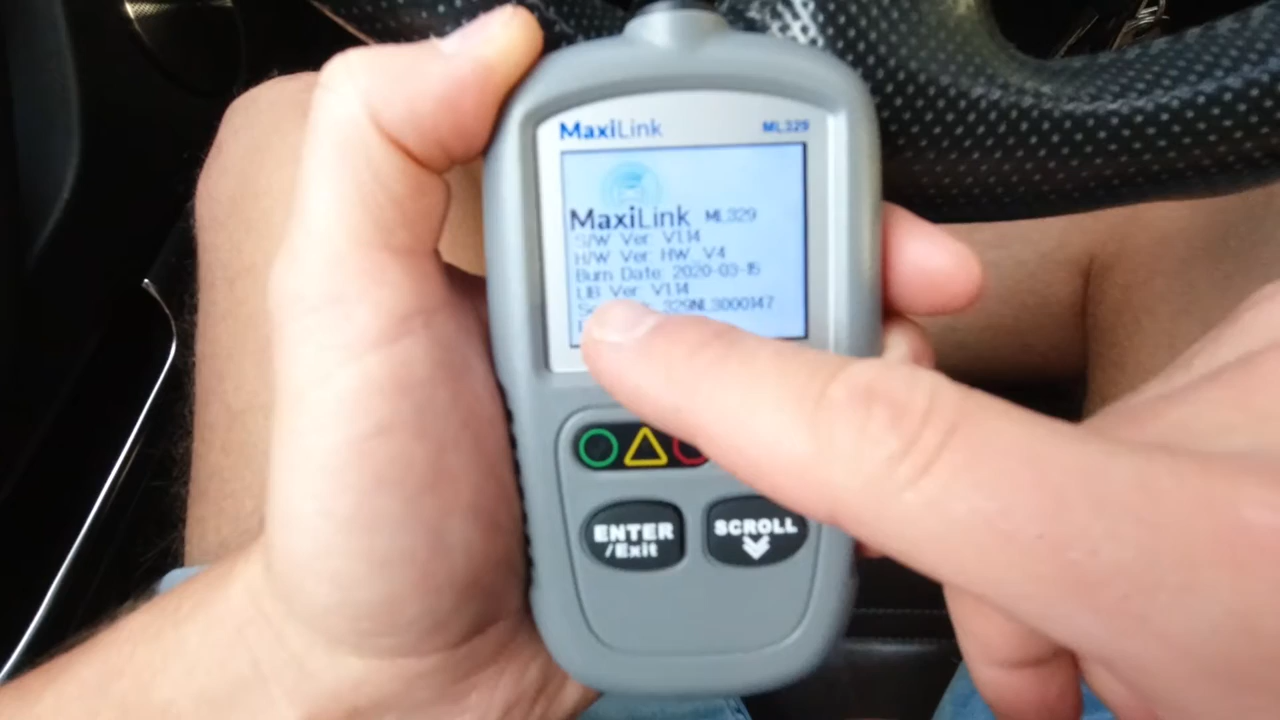 MaxiLink ML329
MaxiLink ML329
S/W Ver: V1.14
H/W Ver: HW_V4
Burn Date: 2020-03-15
LIB Ver: V1.14
329NL3000147
ENTER
/Exit
SCROLL